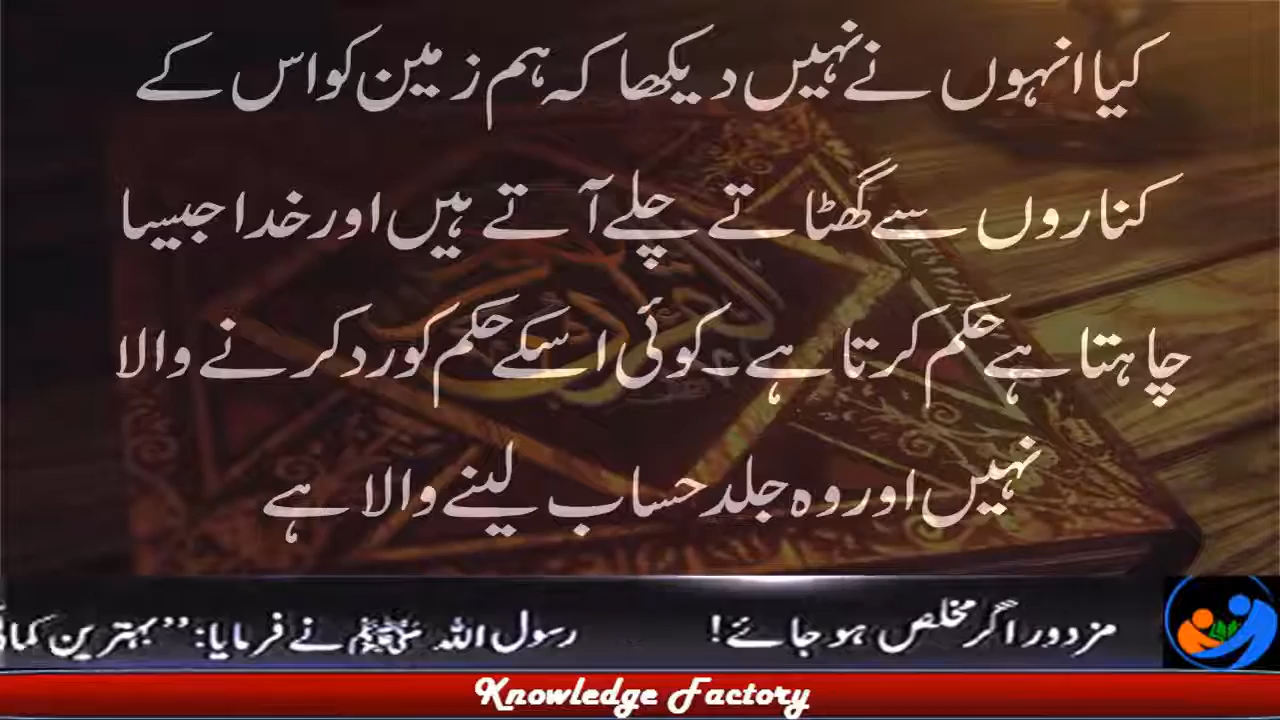 کیا انہوں نے نہیں دیکھا کہ ہم زمین کو اس کے
کناروں سے گھٹاتے چلے آتے ہیں اور خدا جیسا
چاہتا ہے حکم کرتا ہے۔ کوئی اسکے حکم کو رد کرنے والا
نہیں اور وہ جلد حساب لینے والا ہے
مزدور اگر مخلص ہو جائے! رسول اللہ ﷺ نے فرمایا: ’’بہترین کمائی
Knowledge Factory